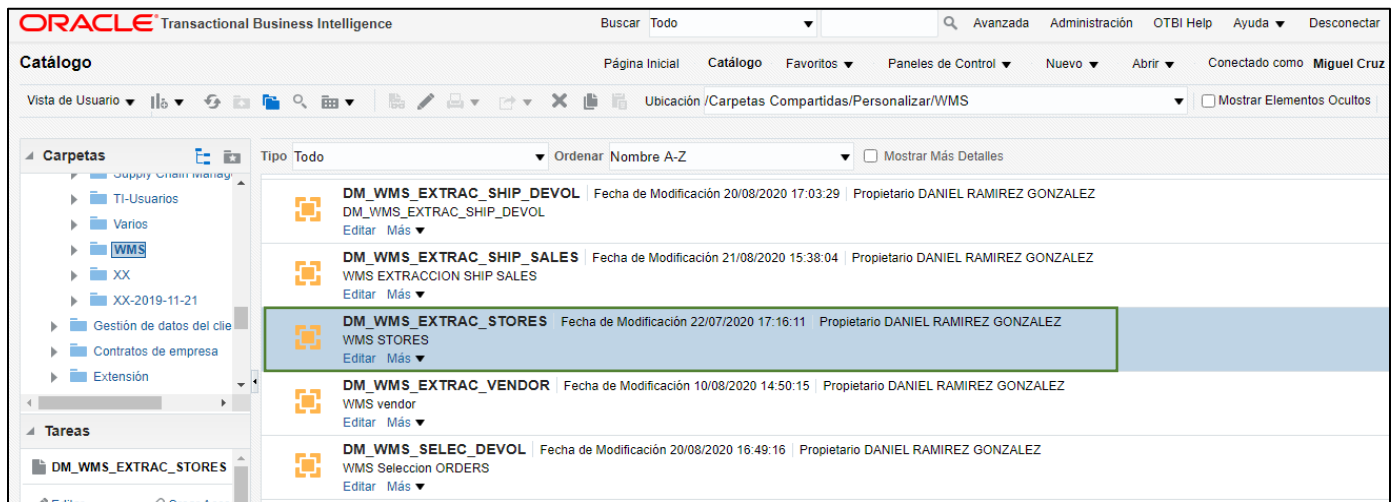 ORACLE Transactional Business Intelligence Buscar Todo Avanzada Administración OTBI Help Ayuda Desconectar
Catálogo Página Inicial Catálogo Favoritos Paneles de Control Nuevo Abrir Conectado como Miguel Cruz
Vista de Usuario Ubicación /Carpetas Compartidas/Personalizar/WMS Mostrar Elementos Ocultos
Carpetas Tipo Todo Ordenar Nombre A-Z Mostrar Más Detalles
Supply Chain Manag
TI-Usuarios
Varios
WMS
XX
XX-2019-11-21
Gestión de datos del clie
Contratos de empresa
Extensión
Tareas
DM_WMS_EXTRAC_STORES
DM_WMS_EXTRAC_SHIP_DEVOL Fecha de Modificación 20/08/2020 17:03:29 Propietario DANIEL RAMIREZ GONZALEZ
DM_WMS_EXTRAC_SHIP_DEVOL
Editar Más
DM_WMS_EXTRAC_SHIP_SALES Fecha de Modificación 21/08/2020 15:38:04 Propietario DANIEL RAMIREZ GONZALEZ
WMS EXTRACCION SHIP SALES
Editar Más
DM_WMS_EXTRAC_STORES Fecha de Modificación 22/07/2020 17:16:11 Propietario DANIEL RAMIREZ GONZALEZ
WMS STORES
Editar Más
DM_WMS_EXTRAC_VENDOR Fecha de Modificación 10/08/2020 14:50:15 Propietario DANIEL RAMIREZ GONZALEZ
WMS vendor
Editar Más
DM_WMS_SELEC_DEVOL Fecha de Modificación 20/08/2020 16:49:16 Propietario DANIEL RAMIREZ GONZALEZ
WMS Seleccion ORDERS
Editar Más